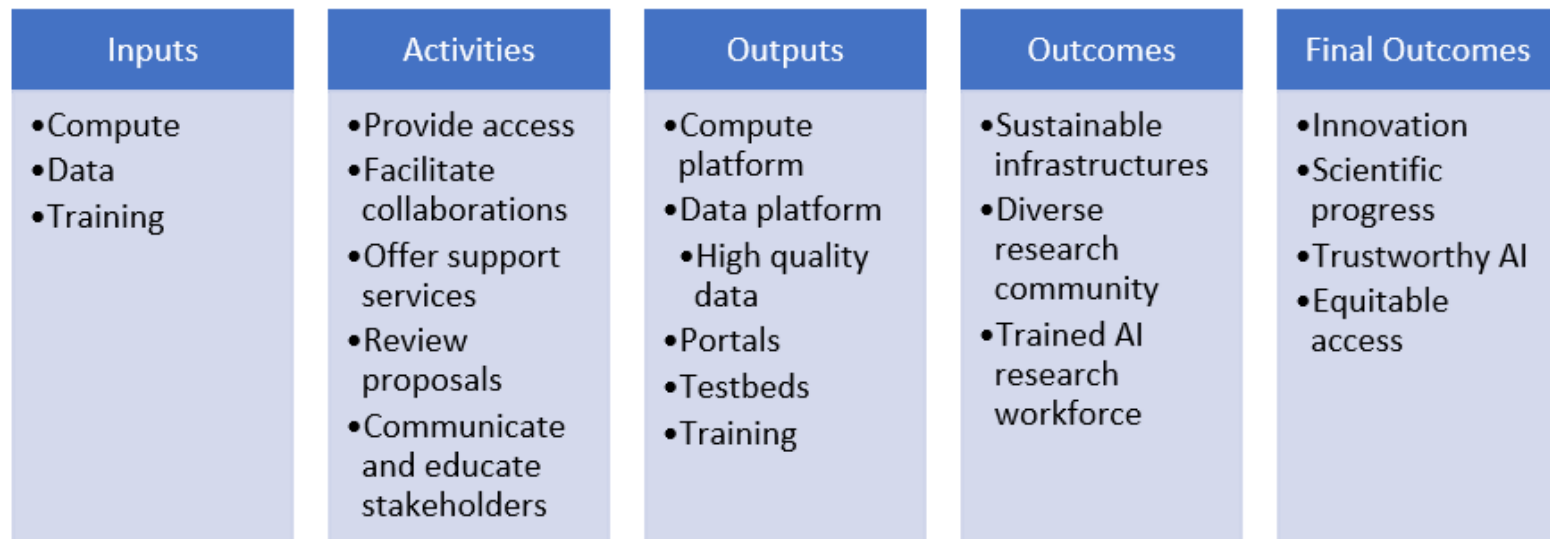 Inputs
•Compute
•Data
•Training
Activities
•Provide access
•Facilitate
collaborations
•Offer support
services
•Review
proposals
•Communicate
and educate
stakeholders
Outputs
•Compute
platform
•Data platform
•High quality
data
•Portals
•Testbeds
•Training
Outcomes
•Sustainable
infrastructures
•Diverse
research
community
•Trained AI
research
workforce
Final Outcomes
•Innovation
•Scientific
progress
•Trustworthy AI
•Equitable
access